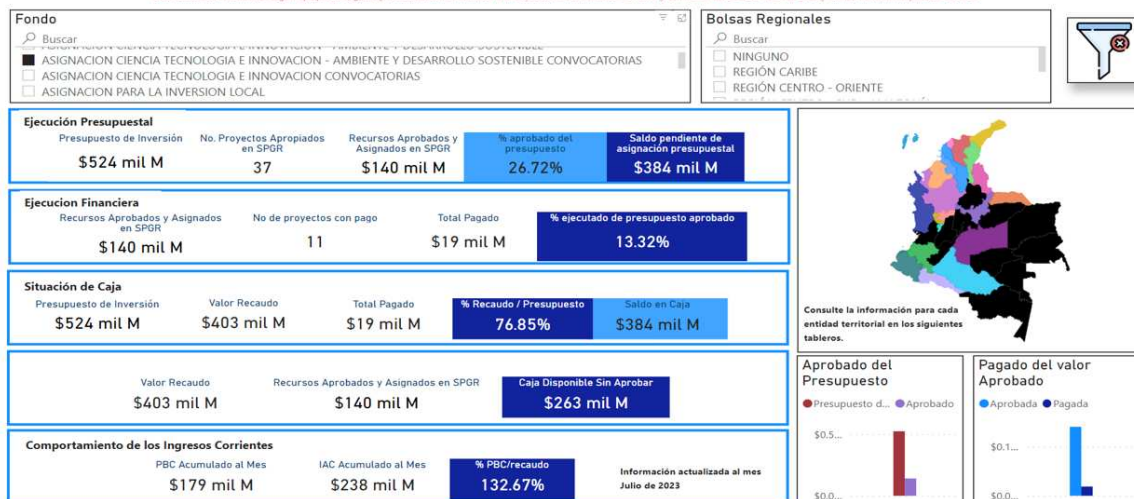 Fondo
Buscar
ASIGNACION CIENCIA TECNOLOGIA E INNOVACION - AMBIENTE Y DESARROLLO SOSTENIBLE
ASIGNACION CIENCIA TECNOLOGIA E INNOVACION - AMBIENTE Y DESARROLLO SOSTENIBLE CONVOCATORIAS
ASIGNACION CIENCIA TECNOLOGIA E INNOVACION CONVOCATORIAS
ASIGNACION PARA LA INVERSION LOCAL
Bolsas Regionales
Buscar
NINGUNO
REGIÓN CARIBE
REGIÓN CENTRO - ORIENTE
Ejecución Presupuestal
Presupuesto de Inversión
$524 mil M
No. Proyectos Apropiados
en SPGR
37
Recursos Aprobados y
Asignados en SPGR
$140 mil M
% aprobado del
presupuesto
26.72%
Saldo pendiente de
asignación presupuestal
$384 mil M
Ejecucion Financiera
Recursos Aprobados y Asignados
en SPGR
$140 mil M
No de proyectos con pago
11
Total Pagado
$19 mil M
% ejecutado de presupuesto aprobado
13.32%
Situación de Caja
Presupuesto de Inversión
$524 mil M
Valor Recaudo
$403 mil M
Total Pagado
$19 mil M
% Recaudo / Presupuesto
76.85%
Saldo en Caja
$384 mil M
Valor Recaudo
$403 mil M
Recursos Aprobados y Asignados en SPGR
$140 mil M
Caja Disponible Sin Aprobar
$263 mil M
Comportamiento de los Ingresos Corrientes
PBC Acumulado al Mes
$179 mil M
IAC Acumulado al Mes
$238 mil M
% PBC/recaudo
132.67%
Información actualizada al mes
Julio de 2023
Consulte la información para cada
entidad territorial en los siguientes
tableros.
Aprobado del
Presupuesto
Presupuesto d... Aprobado
$0.5...
$0.0...
Pagado del valor
Aprobado
Aprobada Pagada
$0.1...
$0.0...